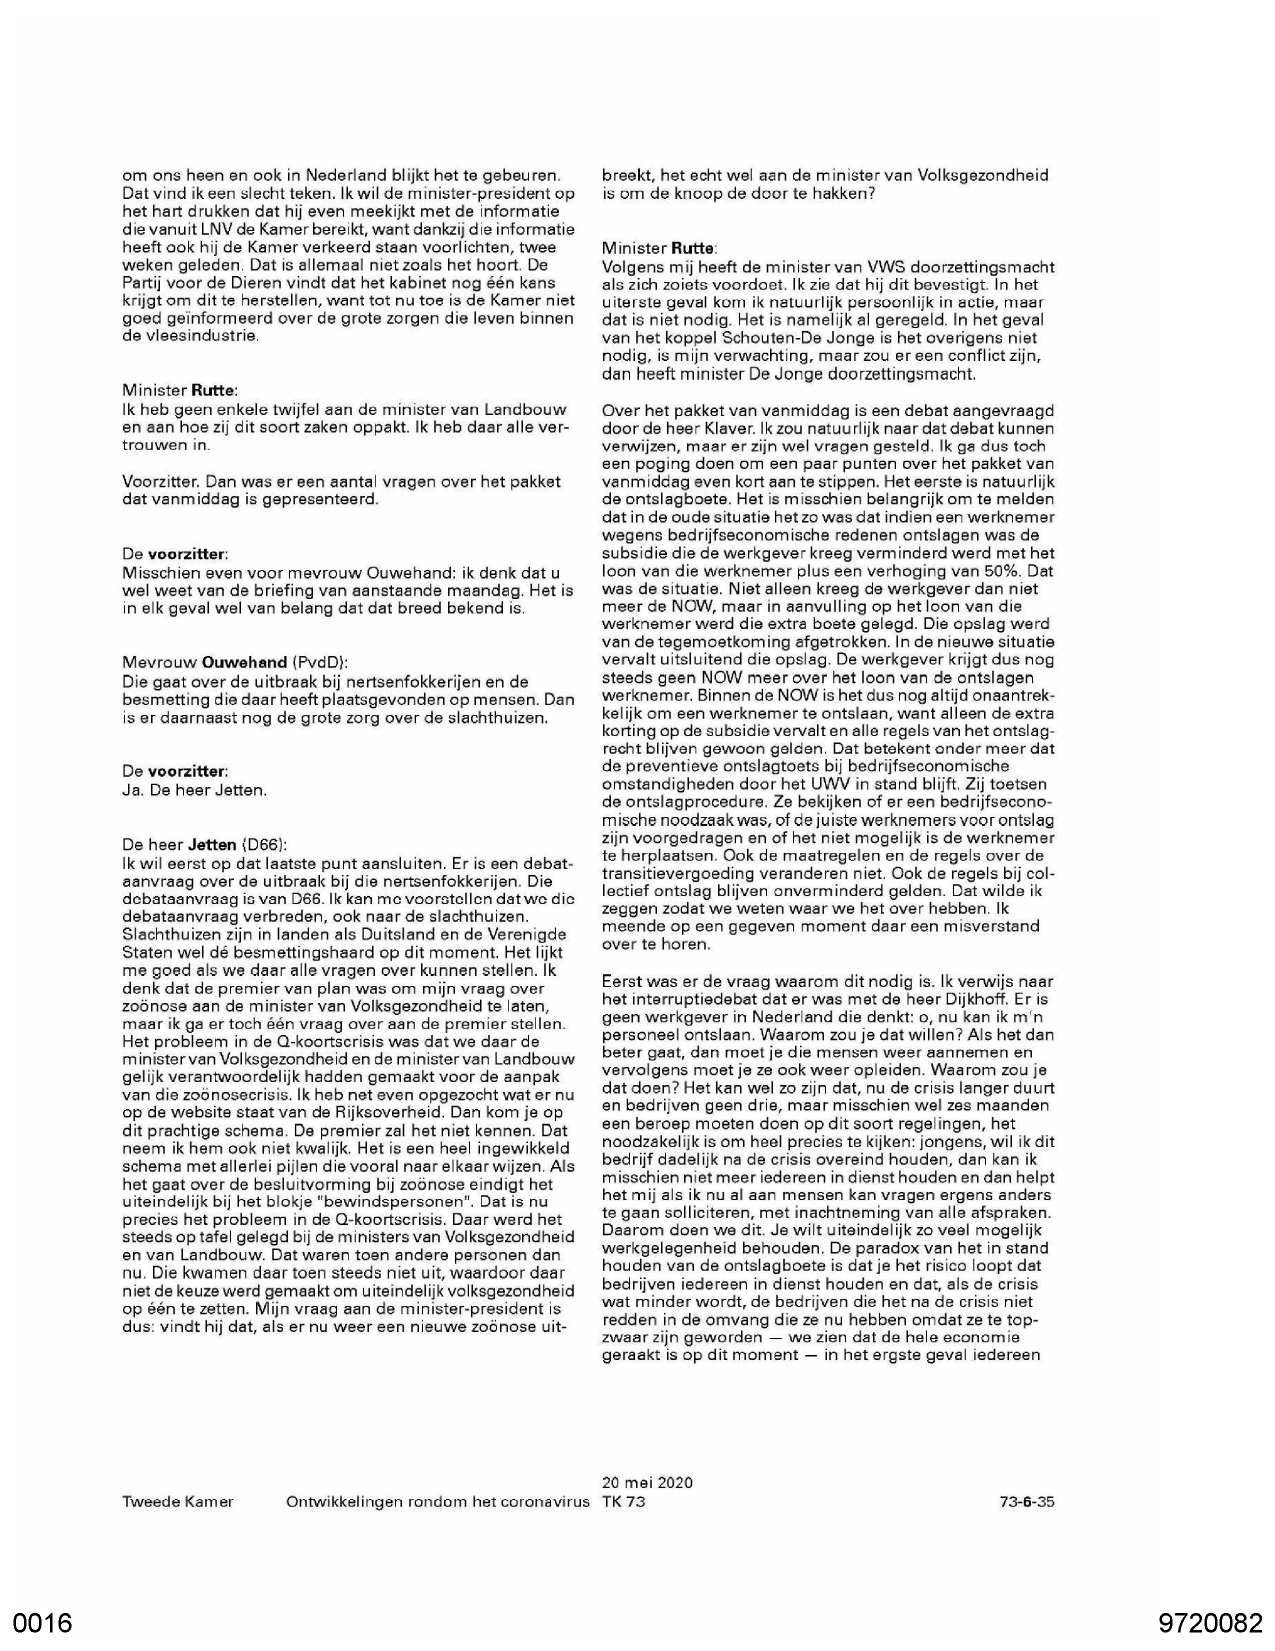 om ons heen en ook in Nederland blijkt het te gebeuren.
Dat vind ik een slecht teken. Ik wil de minister-president op
het hart drukken dat hij even meekijkt met de informatie
die vanuit LNV de Kamer bereikt, want dankzij die informatie
heeft ook hij de Kamer verkeerd staan voorlichten, twee
weken geleden. Dat is allemaal niet zoals het hoort. De
Partij voor de Dieren vindt dat het kabinet nog één kans
krijgt om dit te herstellen, want tot nu toe is de Kamer niet
goed geïnformeerd over de grote zorgen die leven binnen
de vleesindustrie.
Minister Rutte:
Ik heb geen enkele twijfel aan de minister van Landbouw
en aan hoe zij dit soort zaken oppakt. Ik heb daar alle ver-
trouwen in.
Voorzitter. Dan was er een aantal vragen over het pakket
dat vanmiddag is gepresenteerd.
De voorzitter:
Misschien even voor mevrouw Ouwehand: ik denk dat u
wel weet van de briefing van aanstaande maandag. Het is
in elk geval wel van belang dat dat breed bekend is.
Mevrouw Ouwehand (PvdD):
Die gaat over de uitbraak bij nertsenfokkerijen en de
besmetting die daar heeft plaatsgevonden op mensen. Dan
is er daarnaast nog de grote zorg over de slachthuizen.
De voorzitter:
Ja. De heer Jetten.
De heer Jetten (D66):
Ik wil eerst op dat laatste punt aansluiten. Er is een debat-
aanvraag over de uitbraak bij die nertsenfokkerijen. Die
debataanvraag is van D66. Ik kan me voorstellen dat we die
debataanvraag verbreden, ook naar de slachthuizen.
Slachthuizen zijn in landen als Duitsland en de Verenigde
Staten wel dé besmettingshaard op dit moment. Het lijkt
me goed als we daar alle vragen over kunnen stellen. Ik
denk dat de premier van plan was om mijn vraag over
zoönose aan de minister van Volksgezondheid te laten,
maar ik ga er toch één vraag over aan de premier stellen.
Het probleem in de Q-koortscrisis was dat we daar de
minister van Volksgezondheid en de minister van Landbouw
gelijk verantwoordelijk hadden gemaakt voor de aanpak
van die zoönosecrisis. Ik heb net even opgezocht wat er nu
op de website staat van de Rijksoverheid. Dan kom je op
dit prachtige schema. De premier zal het niet kennen. Dat
neem ik hem ook niet kwalijk. Het is een heel ingewikkeld
schema met allerlei pijlen die vooral naar elkaar wijzen. Als
het gaat over de besluitvorming bij zoönose eindigt het
uiteindelijk bij het blokje "bewindspersonen". Dat is nu
precies het probleem in de Q-koortscrisis. Daar werd het
steeds op tafel gelegd bij de ministers van Volksgezondheid
en van Landbouw. Dat waren toen andere personen dan
nu. Die kwamen daar toen steeds niet uit, waardoor daar
niet de keuze werd gemaakt om uiteindelijk volksgezondheid
op één te zetten. Mijn vraag aan de minister-president is
dus: vindt hij dat, als er nu weer een nieuwe zoönose uit-
breekt, het echt wel aan de minister van Volksgezondheid
is om de knoop de door te hakken?
Minister Rutte:
Volgens mij heeft de minister van VWS doorzettingsmacht
als zich zoiets voordoet. Ik zie dat hij dit bevestigt. In het
uiterste geval kom ik natuurlijk persoonlijk in actie, maar
dat is niet nodig. Het is namelijk al geregeld. In het geval
van het koppel Schouten-De Jonge is het overigens niet
nodig, is mijn verwachting, maar zou er een conflict zijn,
dan heeft minister De Jonge doorzettingsmacht.
Over het pakket van vanmiddag is een debat aangevraagd
door de heer Klaver. Ik zou natuurlijk naar dat debat kunnen
verwijzen, maar er zijn wel vragen gesteld. Ik ga dus toch
een poging doen om een paar punten over het pakket van
vanmiddag even kort aan te stippen. Het eerste is natuurlijk
de ontslagboete. Het is misschien belangrijk om te melden
dat in de oude situatie het zo was dat indien een werknemer
wegens bedrijfseconomische redenen ontslagen was de
subsidie die de werkgever kreeg verminderd werd met het
loon van die werknemer plus een verhoging van 50%. Dat
was de situatie. Niet alleen kreeg de werkgever dan niet
meer de NOW, maar in aanvulling op het loon van die
werknemer werd die extra boete gelegd. Die opslag werd
van de tegemoetkoming afgetrokken. In de nieuwe situatie
vervalt uitsluitend die opslag. De werkgever krijgt dus nog
steeds geen NOW meer over het loon van de ontslagen
werknemer. Binnen de NOW is het dus nog altijd onaantrek-
kelijk om een werknemer te ontslaan, want alleen de extra
korting op de subsidie vervalt en alle regels van het ontslag-
recht blijven gewoon gelden. Dat betekent onder meer dat
de preventieve ontslagtoets bij bedrijfseconomische
omstandigheden door het UWV in stand blijft. Zij toetsen
de ontslagprocedure. Ze bekijken of er een bedrijfsecono-
mische noodzaak was, of de juiste werknemers voor ontslag
zijn voorgedragen en of het niet mogelijk is de werknemer
te herplaatsen. Ook de maatregelen en de regels over de
transitievergoeding veranderen niet. Ook de regels bij col-
lectief ontslag blijven onverminderd gelden. Dat wilde ik
zeggen zodat we weten waar we het over hebben. Ik
meende op een gegeven moment daar een misverstand
over te horen.
Eerst was er de vraag waarom dit nodig is. Ik verwijs naar
het interruptiedebat dat er was met de heer Dijkhoff. Er is
geen werkgever in Nederland die denkt: o, nu kan ik m'n
personeel ontslaan. Waarom zou je dat willen? Als het dan
beter gaat, dan moet je die mensen weer aannemen en
vervolgens moet je ze ook weer opleiden. Waarom zou je
dat doen? Het kan wel zo zijn dat, nu de crisis langer duurt
en bedrijven geen drie, maar misschien wel zes maanden
een beroep moeten doen op dit soort regelingen, het
noodzakelijk is om heel precies te kijken: jongens, wil ik dit
bedrijf dadelijk na de crisis overeind houden, dan kan ik
misschien niet meer iedereen in dienst houden en dan helpt
het mij als ik nu al aan mensen kan vragen ergens anders
te gaan solliciteren, met inachtneming van alle afspraken.
Daarom doen we dit. Je wilt uiteindelijk zo veel mogelijk
werkgelegenheid behouden. De paradox van het in stand
houden van de ontslagboete is dat je het risico loopt dat
bedrijven iedereen in dienst houden en dat, als de crisis
wat minder wordt, de bedrijven die het na de crisis niet
redden in de omvang die ze nu hebben omdat ze te top-
zwaar zijn geworden — we zien dat de hele economie
geraakt is op dit moment — in het ergste geval iedereen
20 mei 2020
Tweede Kamer Ontwikkelingen rondom het coronavirus TK 73 73-6-35
0016 9720082